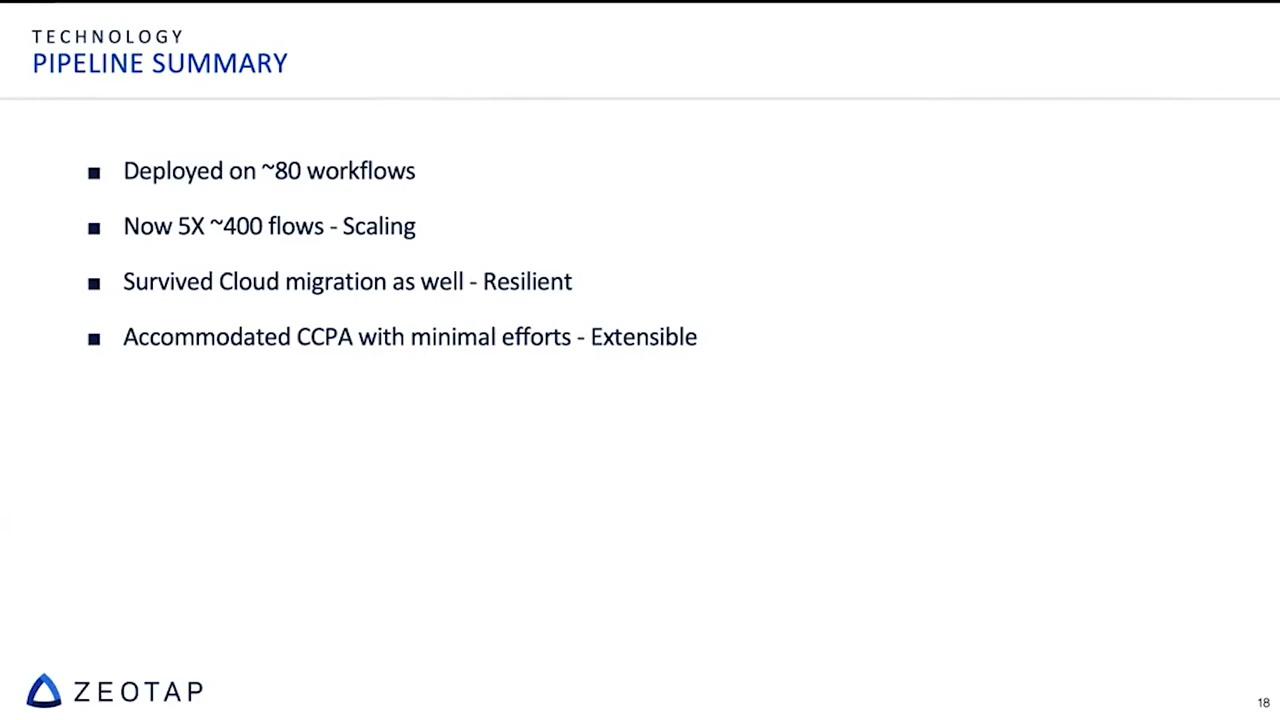 TECHNOLOGY
PIPELINE SUMMARY
■ Deployed on ~80 workflows
■ Now 5X ~400 flows - Scaling
■ Survived Cloud migration as well - Resilient
■ Accommodated CCPA with minimal efforts - Extensible
ZEOTAP
18